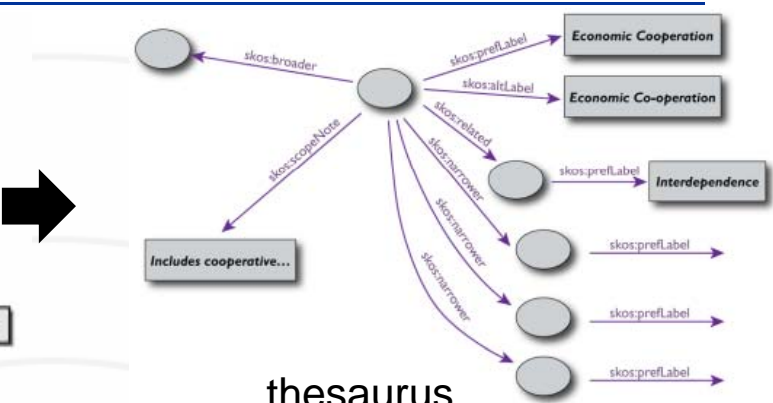 skos:prefLabel
Economic Cooperation
skos:broader
skos:altLabel
Economic Co-operation
skos:related
skos:scopeNote
skos:narrower
skos:prefLabel
Interdependence
skos:narrower
skos:prefLabel
Includes cooperative...
skos:narrower
skos:prefLabel
skos:prefLabel
thesaurus